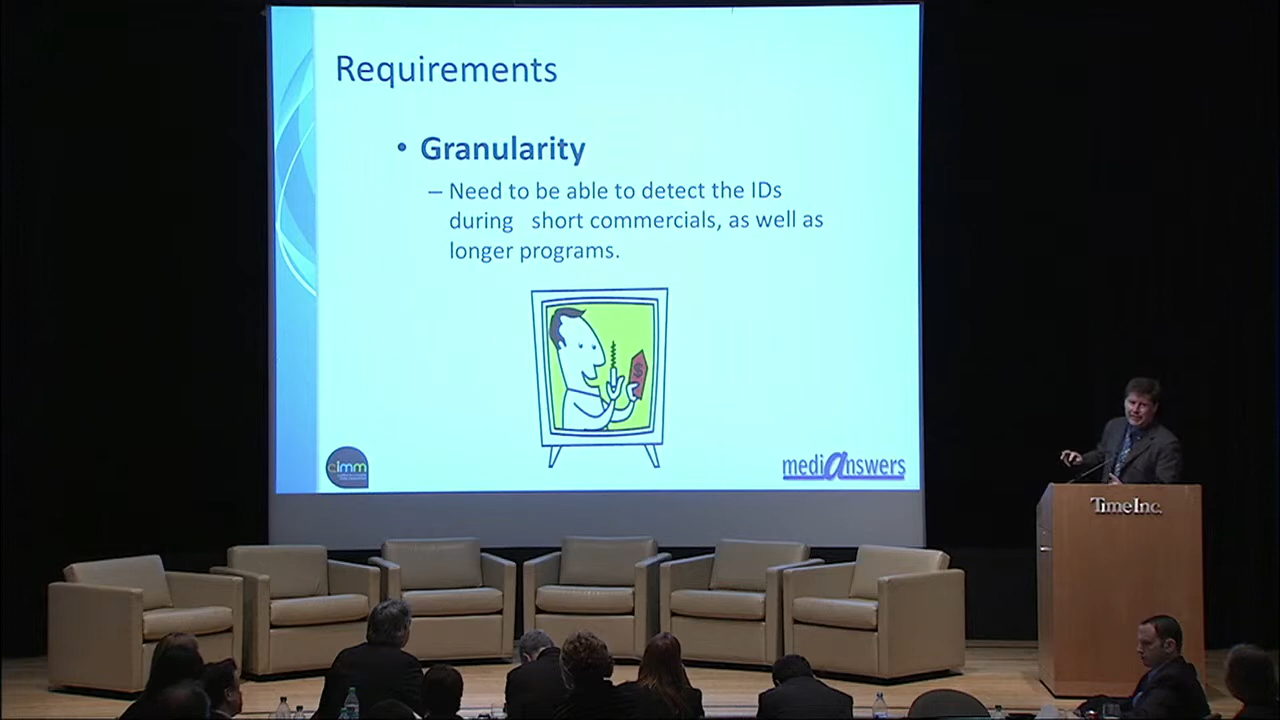 Requirements
• Granularity
– Need to be able to detect the IDs
during short commercials, as well as
longer programs.
$
cimm
mediAnswers
TimeInc.